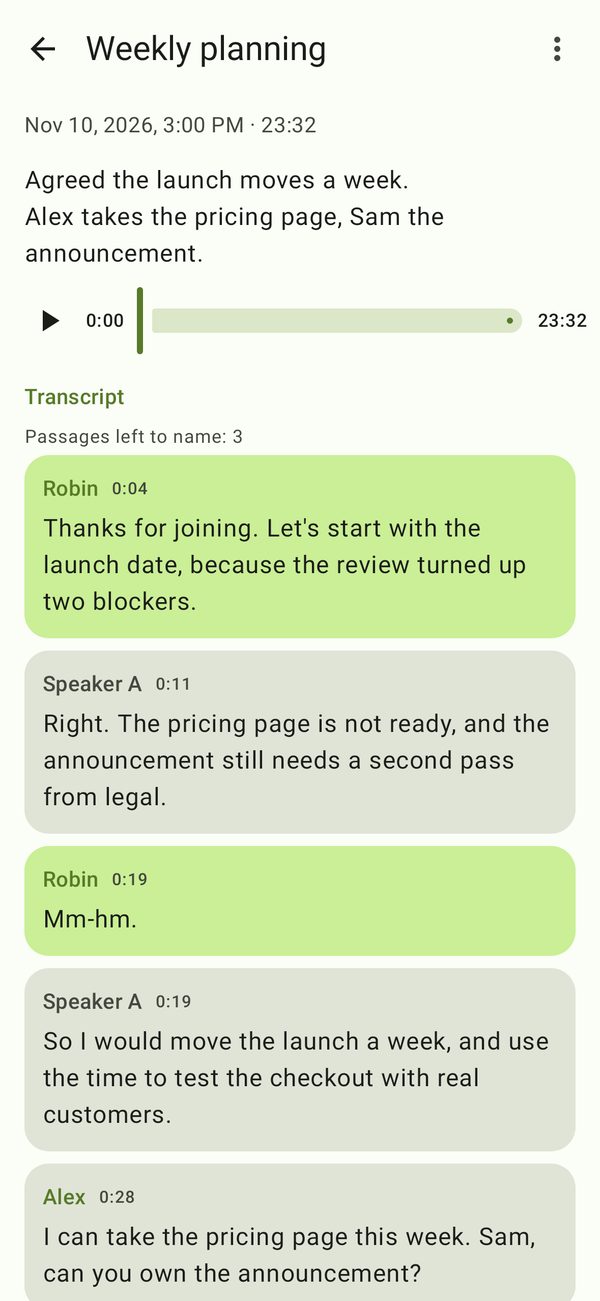 Weekly planning
Nov 10, 2026, 3:00 PM · 23:32
Agreed the launch moves a week.
Alex takes the pricing page, Sam the
announcement.
0:00 23:32
Transcript
Passages left to name: 3
Robin 0:04
Thanks for joining. Let's start with the
launch date, because the review turned up
two blockers.
Speaker A 0:11
Right. The pricing page is not ready, and the
announcement still needs a second pass
from legal.
Robin 0:19
Mm-hm.
Speaker A 0:19
So I would move the launch a week, and use
the time to test the checkout with real
customers.
Alex 0:28
I can take the pricing page this week. Sam,
can you own the announcement?